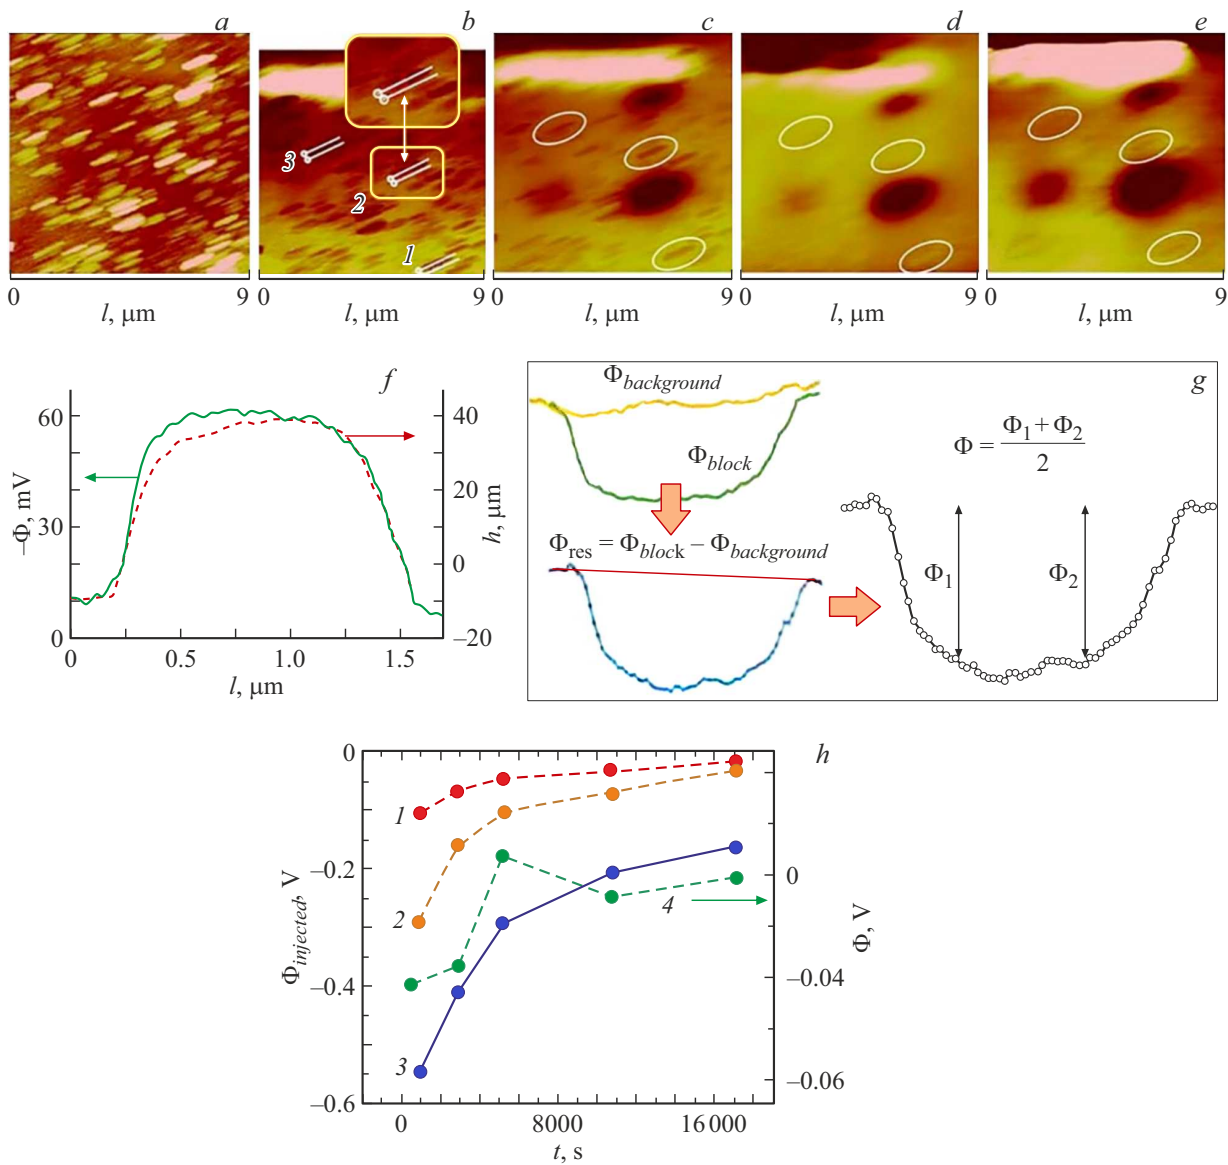 a
b
c
d
e
3
2
1
0 9
l, μm
0 9
l, μm
0 9
l, μm
0 9
l, μm
0 9
l, μm
f
60
30
0
–Φ, mV
40
20
0
–20
h, μm
0 0.5 1.0 1.5
l, μm
g
Φbackground
Φblock
Φres = Φblock – Φbackground
Φ = Φ1 + Φ2
2
Φ1
Φ2
h
0
–0.2
–0.4
–0.6
Φinjected, V
1
2
3
4
0
–0.04
–0.06
Φ, V
0 8000 16 000
t, s